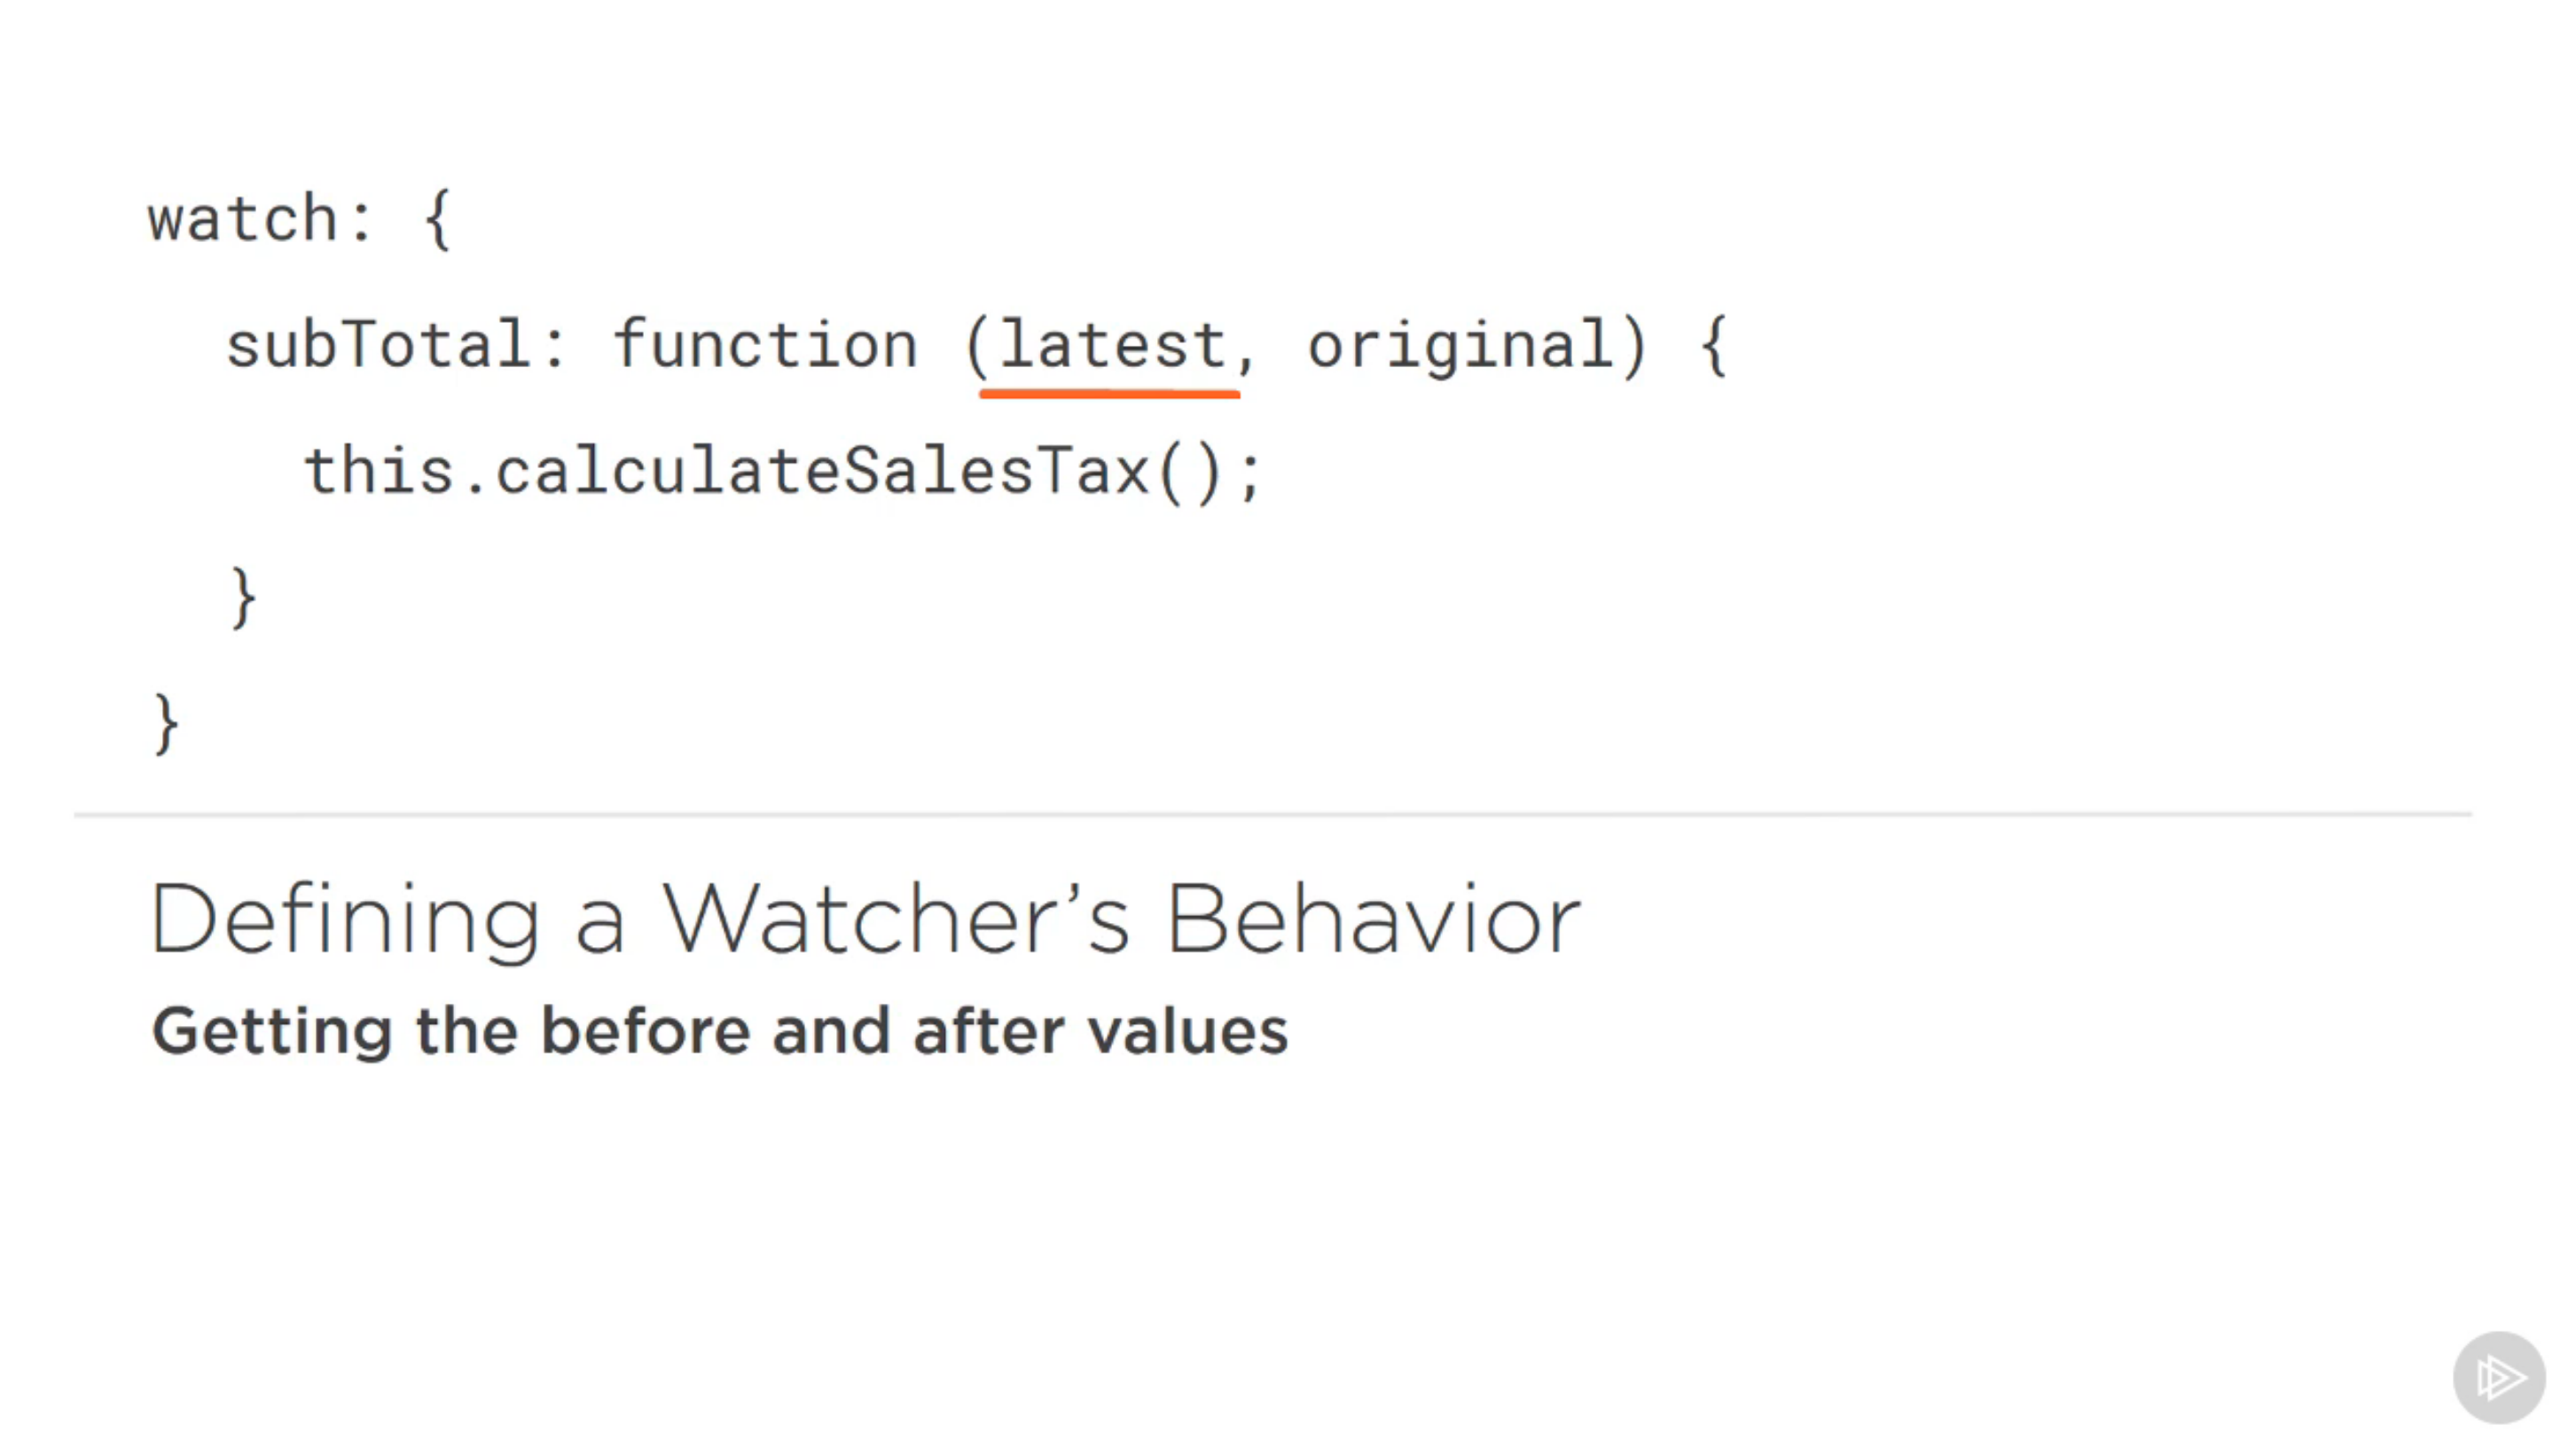 watch: {
subTotal: function (latest, original) {
this.calculateSalesTax();
}
}
Defining a Watcher’s Behavior
Getting the before and after values